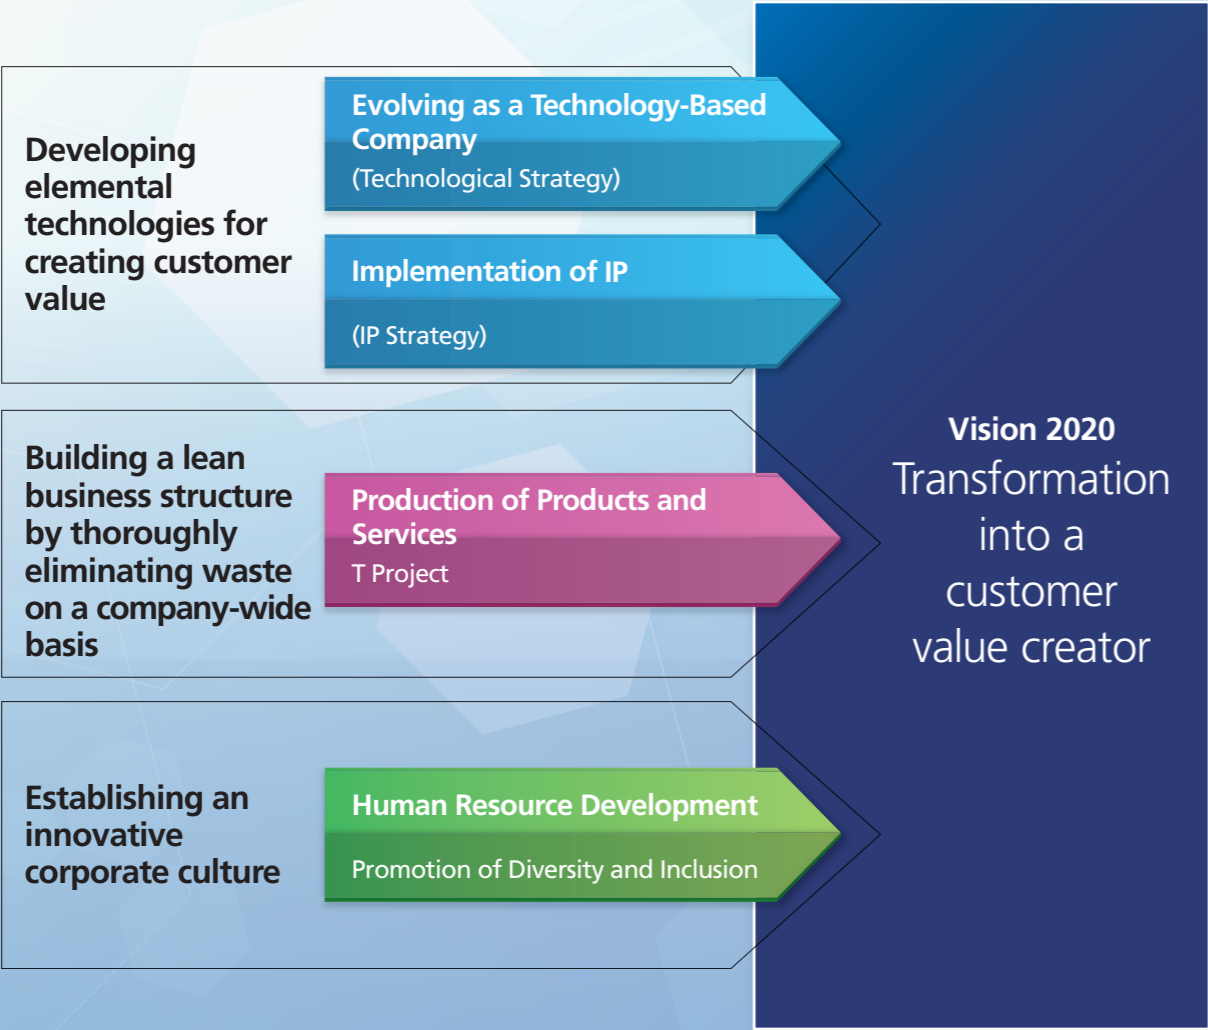 Developing
elemental
technologies for
creating customer
value
Evolving as a Technology-Based
Company
(Technological Strategy)
Implementation of IP
(IP Strategy)
Building a lean
business structure
by thoroughly
eliminating waste
on a company-wide
basis
Production of Products and
Services
T Project
Establishing an
innovative
corporate culture
Human Resource Development
Promotion of Diversity and Inclusion
Vision 2020
Transformation
into a
customer
value creator